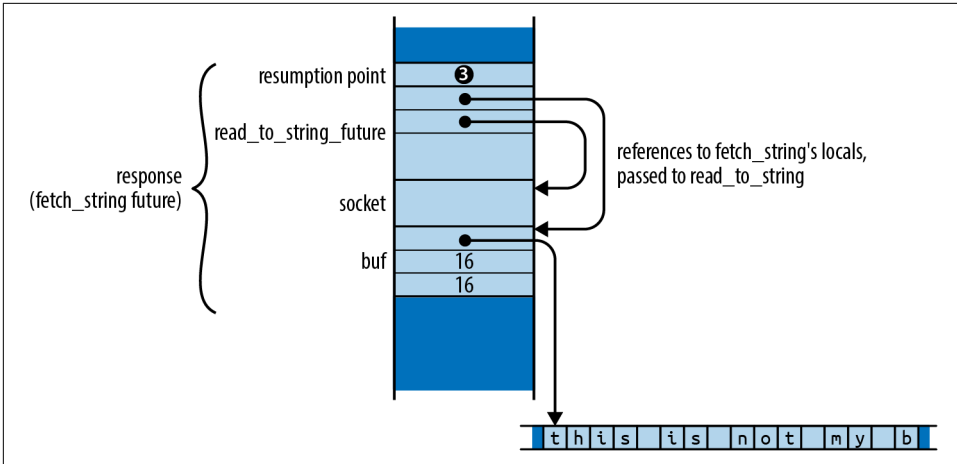 resumption point
❸
read_to_string_future
references to fetch_string's locals,
passed to read_to_string
response
(fetch_string future)
socket
buf
16
16
this is not my b